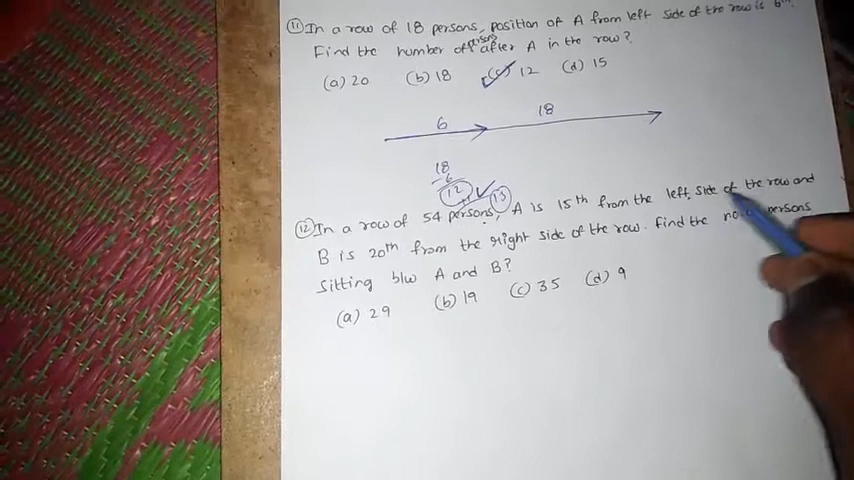 (11) In a row of 18 persons, position of A from left side of the row is 6th.
Find the number of persons after A in the row?
(a) 20 (b) 18 (c) 12 (d) 15
6 18
18
- 6
12 13
(12) In a row of 54 persons, A is 15th from the left side of the row and
B is 20th from the right side of the row. Find the no. persons
sitting b/w A and B?
(a) 29 (b) 19 (c) 35 (d) 9